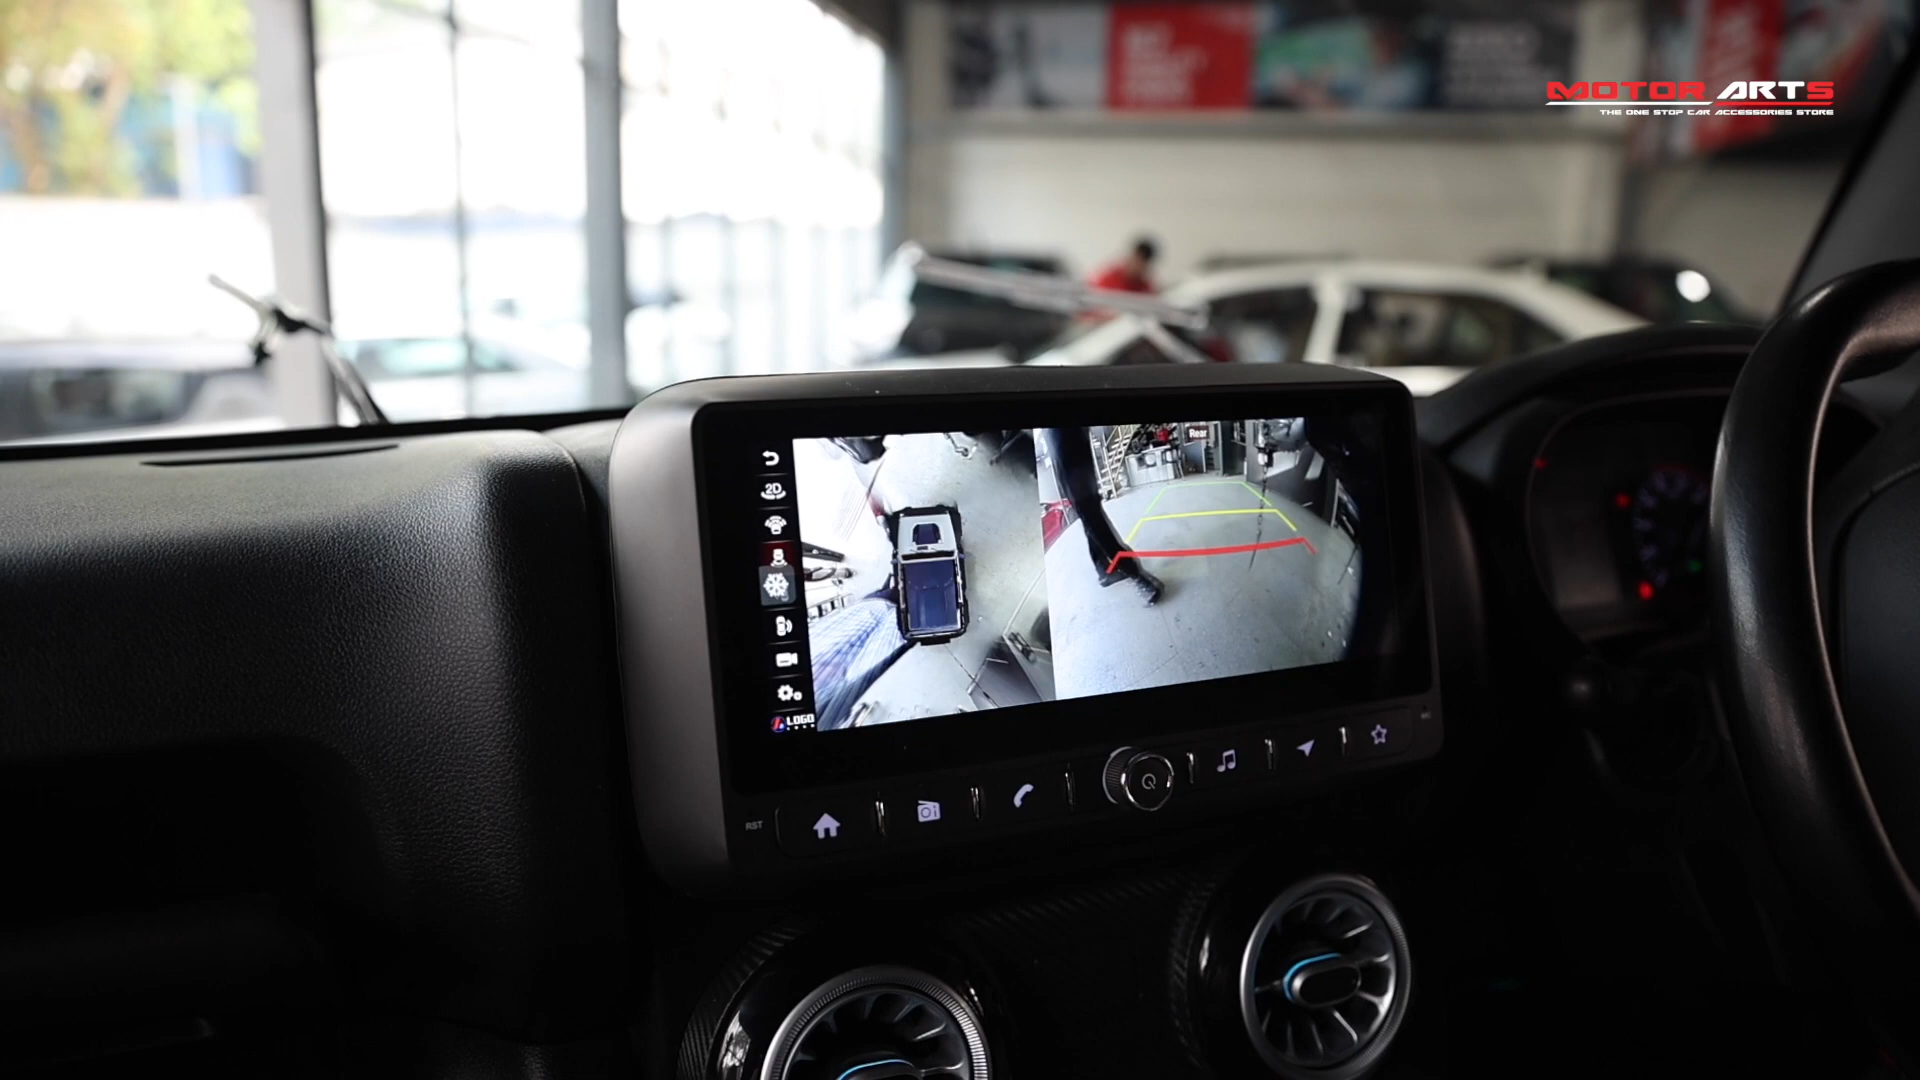 MOTOR ARTS
THE ONE STOP CAR ACCESSORIES STORE
Rear
2D
LOGO
RST